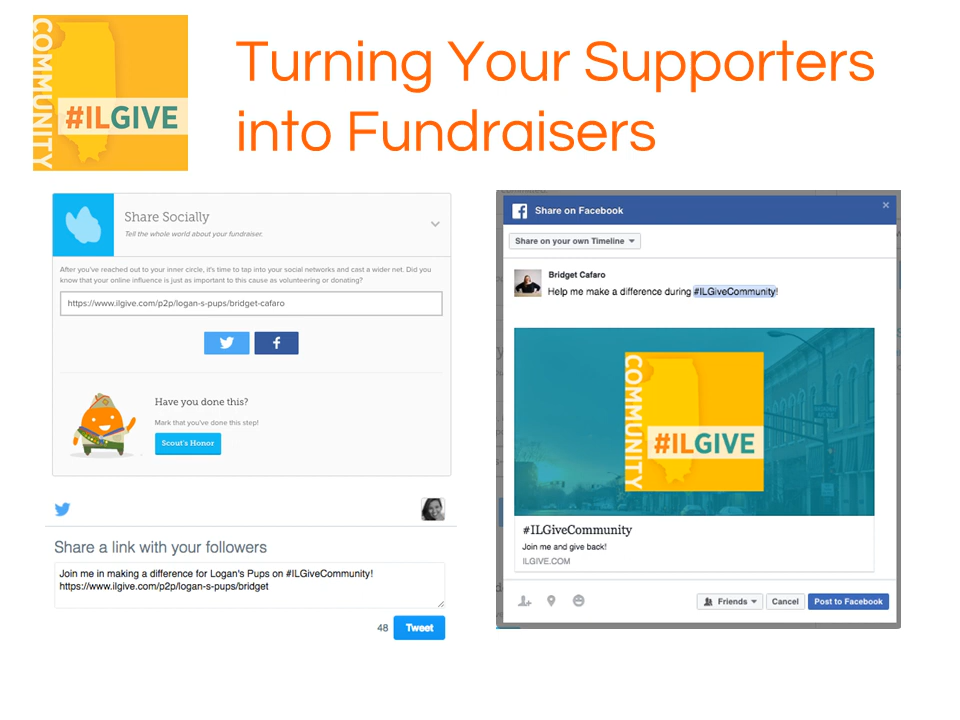 COMMUNITY
#ILGIVE
Turning Your Supporters
into Fundraisers
Share Socially
Tell the whole world about your fundraiser.
After you've reached out to your inner circle, it's time to tap into your social networks and cast a wider net. Did you
know that your online influence is just as important to this cause as volunteering or donating?
https://www.ilgive.com/p2p/logan-s-pups/bridget-cafaro
Have you done this?
Mark that you've done this step!
Scout's Honor
Share a link with your followers
Join me in making a difference for Logan's Pups on #ILGiveCommunity!
https://www.ilgive.com/p2p/logan-s-pups/bridget
48 Tweet
Share on Facebook
Share on your own Timeline
Bridget Cafaro
Help me make a difference during #ILGiveCommunity!
COMMUNITY
#ILGIVE
#ILGiveCommunity
Join me and give back!
ILGIVE.COM
Friends Cancel Post to Facebook